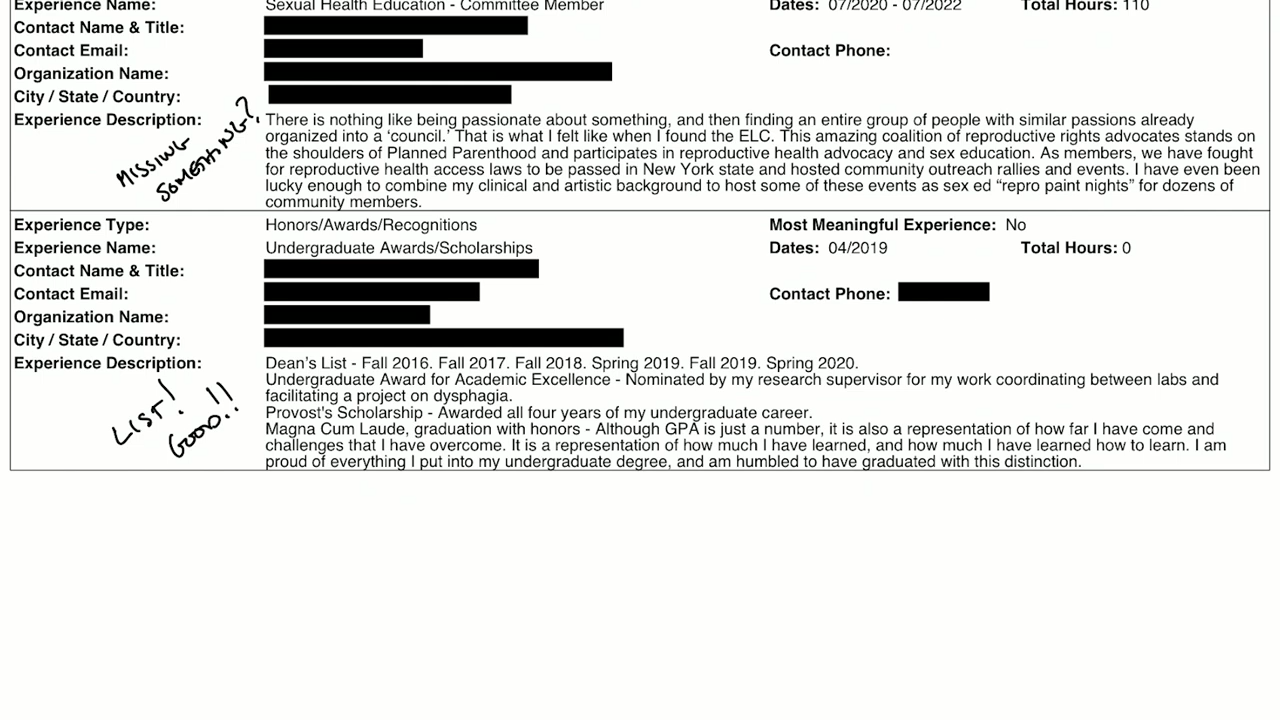 Experience Name: Sexual Health Education - Committee Member Dates: 07/2020 - 07/2022 Total Hours: 110
Contact Name & Title:
Contact Email: Contact Phone:
Organization Name:
City / State / Country:
Experience Description: There is nothing like being passionate about something, and then finding an entire group of people with similar passions already
organized into a ‘council.’ That is what I felt like when I found the ELC. This amazing coalition of reproductive rights advocates stands on
the shoulders of Planned Parenthood and participates in reproductive health advocacy and sex education. As members, we have fought
for reproductive health access laws to be passed in New York state and hosted community outreach rallies and events. I have even been
lucky enough to combine my clinical and artistic background to host some of these events as sex ed “repro paint nights” for dozens of
community members.
MISSING
SOMETHING?
Experience Type: Honors/Awards/Recognitions Most Meaningful Experience: No
Experience Name: Undergraduate Awards/Scholarships Dates: 04/2019 Total Hours: 0
Contact Name & Title:
Contact Email: Contact Phone:
Organization Name:
City / State / Country:
Experience Description: Dean’s List - Fall 2016. Fall 2017. Fall 2018. Spring 2019. Fall 2019. Spring 2020.
Undergraduate Award for Academic Excellence - Nominated by my research supervisor for my work coordinating between labs and
facilitating a project on dysphagia.
Provost's Scholarship - Awarded all four years of my undergraduate career.
Magna Cum Laude, graduation with honors - Although GPA is just a number, it is also a representation of how far I have come and
challenges that I have overcome. It is a representation of how much I have learned, and how much I have learned how to learn. I am
proud of everything I put into my undergraduate degree, and am humbled to have graduated with this distinction.
LIST!
GOOD!!